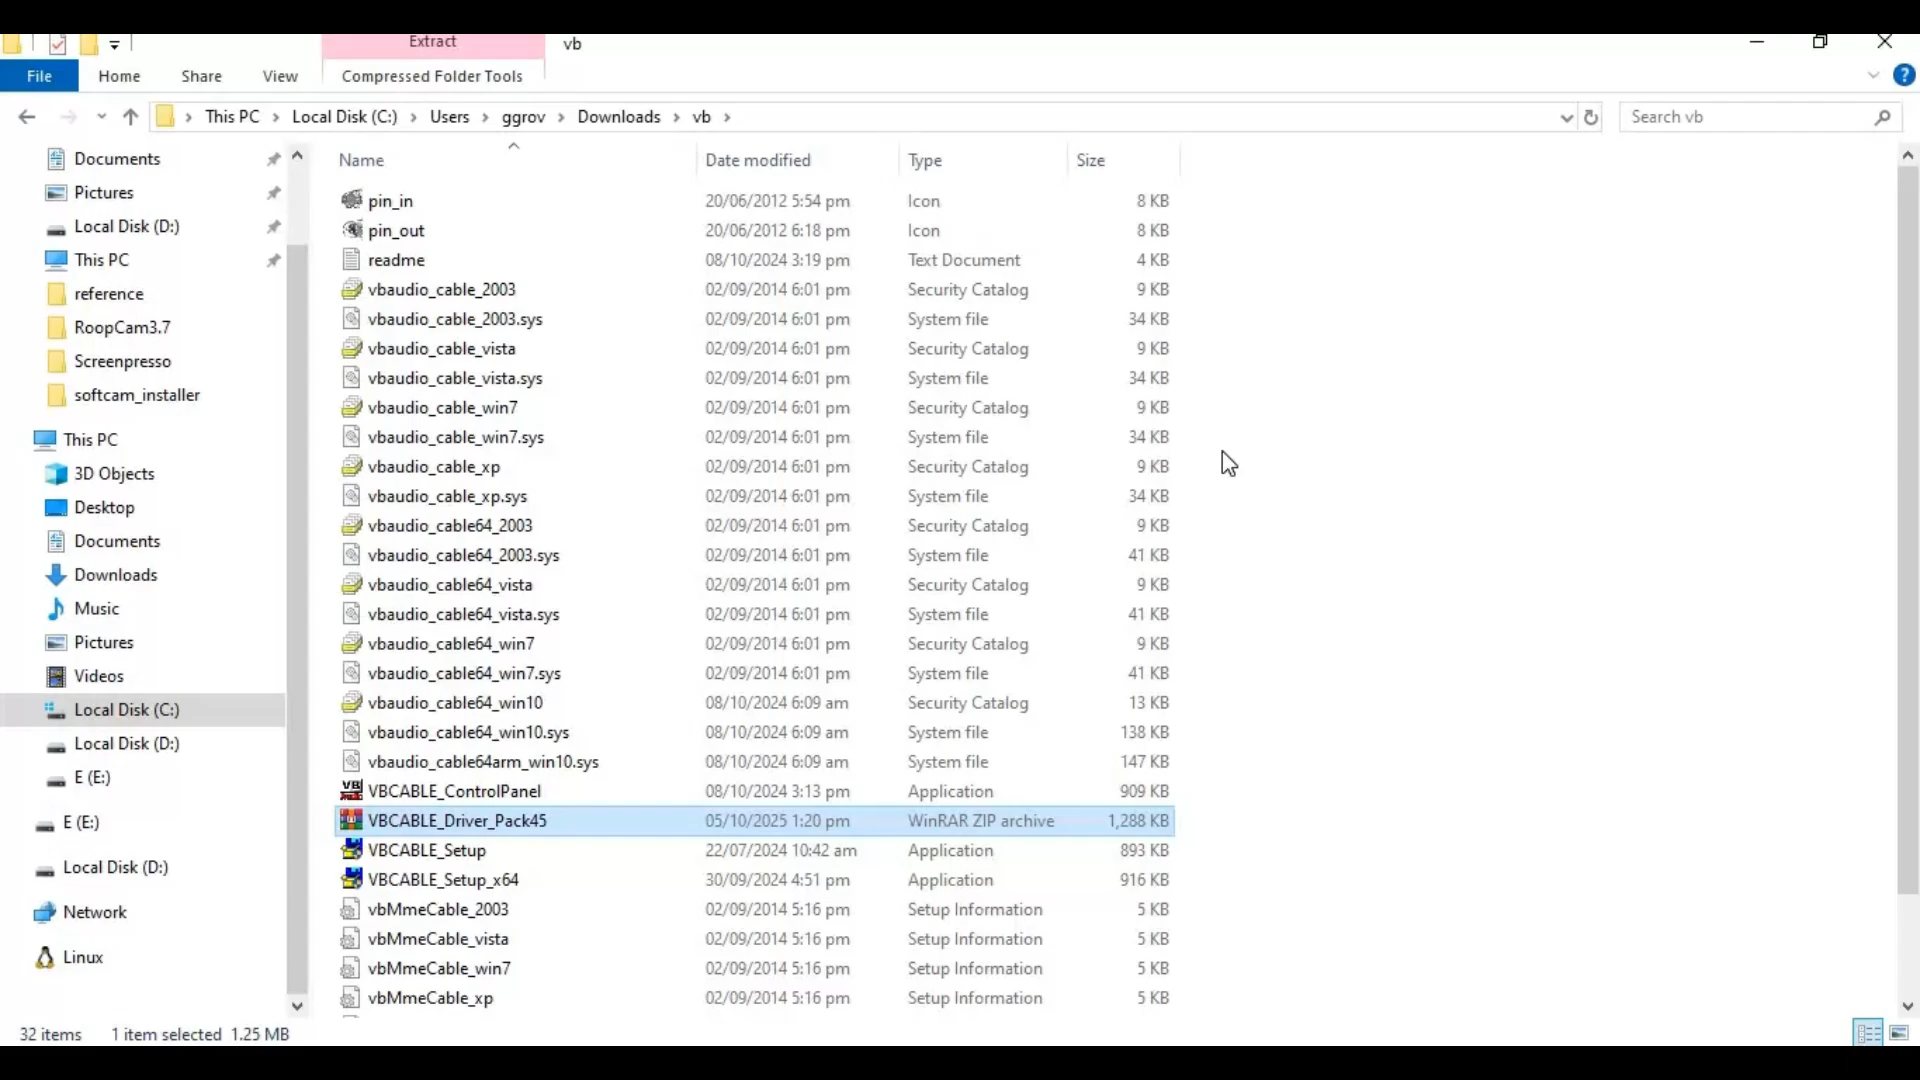 Extract
vb
File
Home
Share
View
Compressed Folder Tools
This PC
Local Disk (C:)
Users
ggrov
Downloads
vb
Search vb
Documents
Pictures
Local Disk (D:)
This PC
reference
RoopCam3.7
Screenpresso
softcam_installer
This PC
3D Objects
Desktop
Documents
Downloads
Music
Pictures
Videos
Local Disk (C:)
Local Disk (D:)
E (E:)
E (E:)
Local Disk (D:)
Network
Linux
Name Date modified Type Size
pin_in 20/06/2012 5:54 pm Icon 8 KB
pin_out 20/06/2012 6:18 pm Icon 8 KB
readme 08/10/2024 3:19 pm Text Document 4 KB
vbaudio_cable_2003 02/09/2014 6:01 pm Security Catalog 9 KB
vbaudio_cable_2003.sys 02/09/2014 6:01 pm System file 34 KB
vbaudio_cable_vista 02/09/2014 6:01 pm Security Catalog 9 KB
vbaudio_cable_vista.sys 02/09/2014 6:01 pm System file 34 KB
vbaudio_cable_win7 02/09/2014 6:01 pm Security Catalog 9 KB
vbaudio_cable_win7.sys 02/09/2014 6:01 pm System file 34 KB
vbaudio_cable_xp 02/09/2014 6:01 pm Security Catalog 9 KB
vbaudio_cable_xp.sys 02/09/2014 6:01 pm System file 34 KB
vbaudio_cable64_2003 02/09/2014 6:01 pm Security Catalog 9 KB
vbaudio_cable64_2003.sys 02/09/2014 6:01 pm System file 41 KB
vbaudio_cable64_vista 02/09/2014 6:01 pm Security Catalog 9 KB
vbaudio_cable64_vista.sys 02/09/2014 6:01 pm System file 41 KB
vbaudio_cable64_win7 02/09/2014 6:01 pm Security Catalog 9 KB
vbaudio_cable64_win7.sys 02/09/2014 6:01 pm System file 41 KB
vbaudio_cable64_win10 08/10/2024 6:09 am Security Catalog 13 KB
vbaudio_cable64_win10.sys 08/10/2024 6:09 am System file 138 KB
vbaudio_cable64arm_win10.sys 08/10/2024 6:09 am System file 147 KB
VBCABLE_ControlPanel 08/10/2024 3:13 pm Application 909 KB
VBCABLE_Driver_Pack45 05/10/2025 1:20 pm WinRAR ZIP archive 1,288 KB
VBCABLE_Setup 22/07/2024 10:42 am Application 893 KB
VBCABLE_Setup_x64 30/09/2024 4:51 pm Application 916 KB
vbMmeCable_2003 02/09/2014 5:16 pm Setup Information 5 KB
vbMmeCable_vista 02/09/2014 5:16 pm Setup Information 5 KB
vbMmeCable_win7 02/09/2014 5:16 pm Setup Information 5 KB
vbMmeCable_xp 02/09/2014 5:16 pm Setup Information 5 KB
32 items 1 item selected 1.25 MB